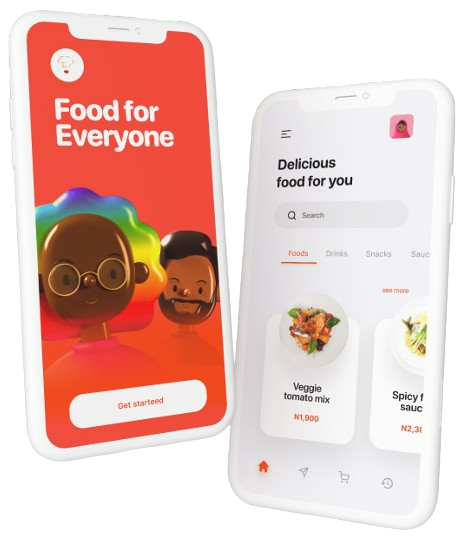 Food for
Everyone
Get starteed
Delicious
food for you
Search
Foods
Drinks
Snacks
Sauc
see more
Veggie
tomato mix
N1,900
Spicy f
sauc
N2,30